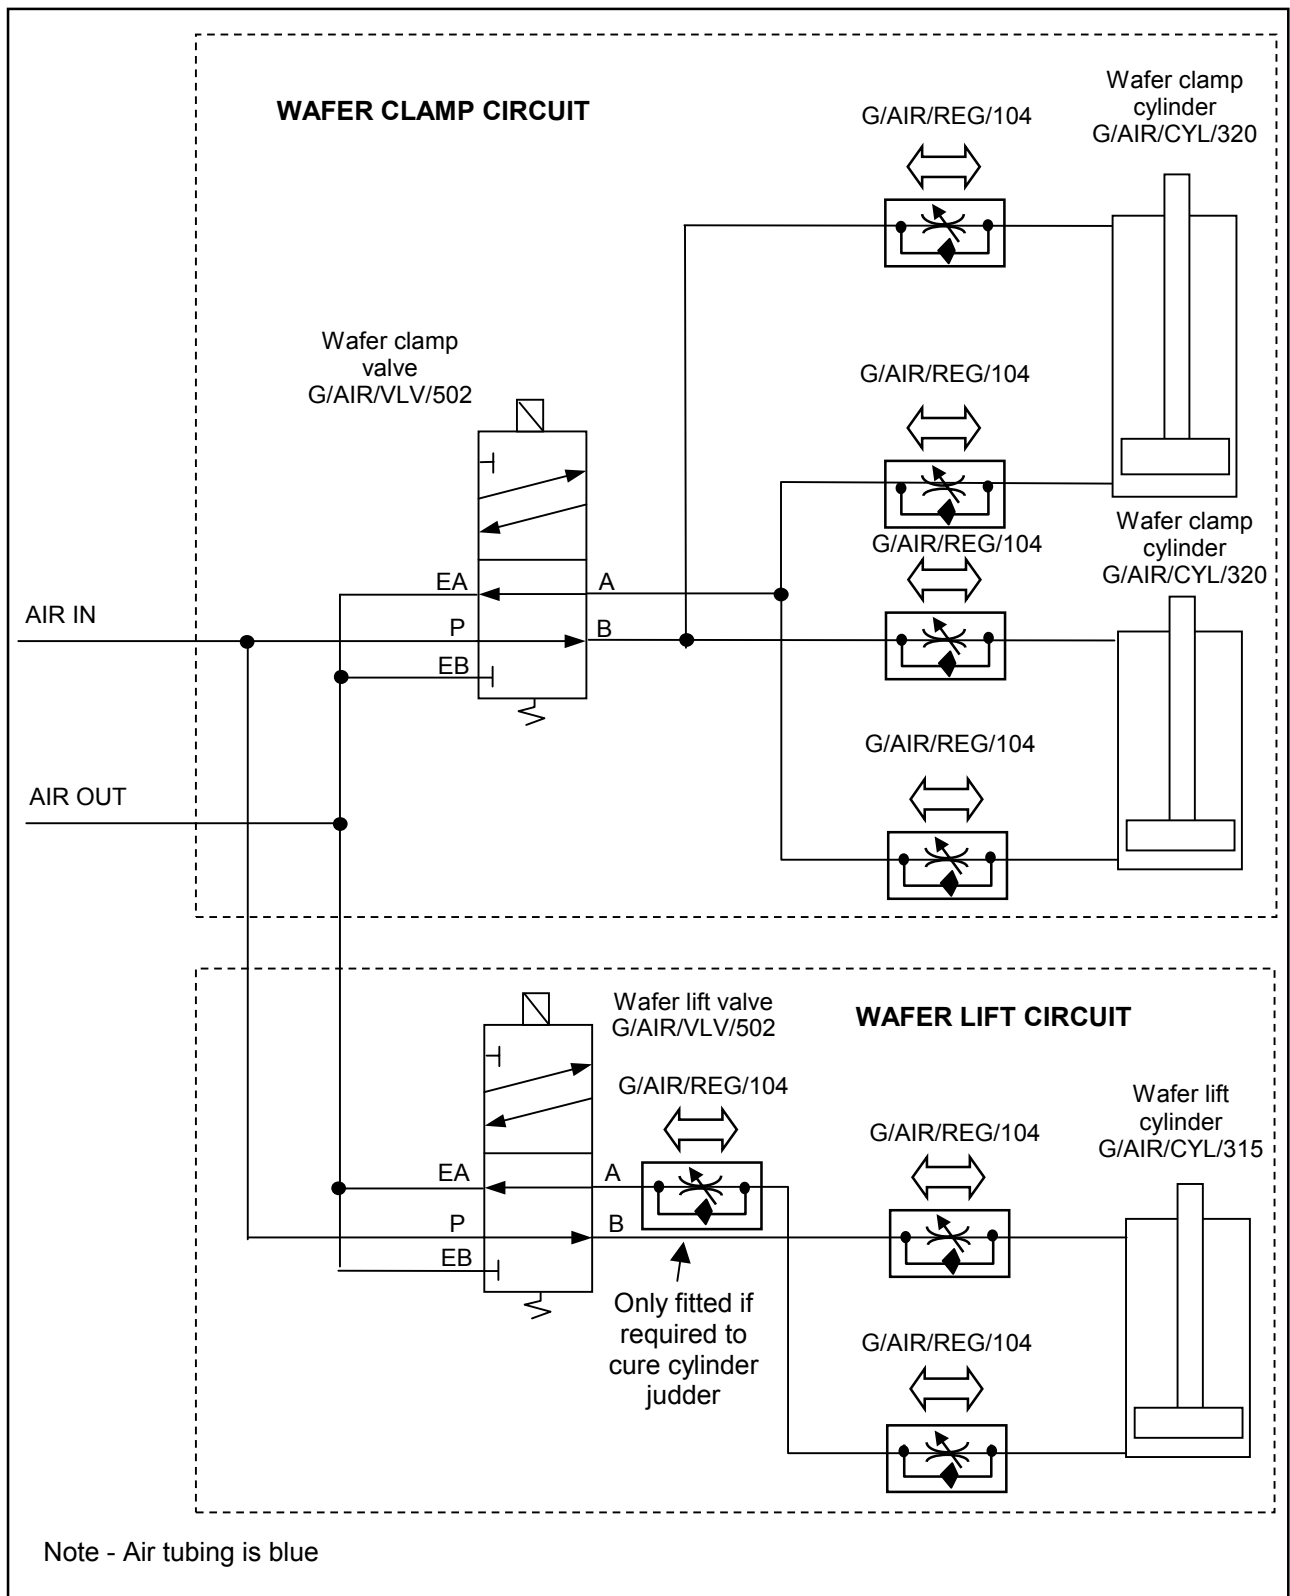 WAFER CLAMP CIRCUIT
G/AIR/REG/104
Wafer clamp
cylinder
G/AIR/CYL/320
Wafer clamp
valve
G/AIR/VLV/502
G/AIR/REG/104
G/AIR/REG/104
Wafer clamp
cylinder
G/AIR/CYL/320
EA
A
AIR IN
P
B
EB
G/AIR/REG/104
AIR OUT
Wafer lift valve
G/AIR/VLV/502
WAFER LIFT CIRCUIT
G/AIR/REG/104
G/AIR/REG/104
Wafer lift
cylinder
G/AIR/CYL/315
EA
A
P
B
EB
Only fitted if
required to
cure cylinder
judder
G/AIR/REG/104
Note - Air tubing is blue